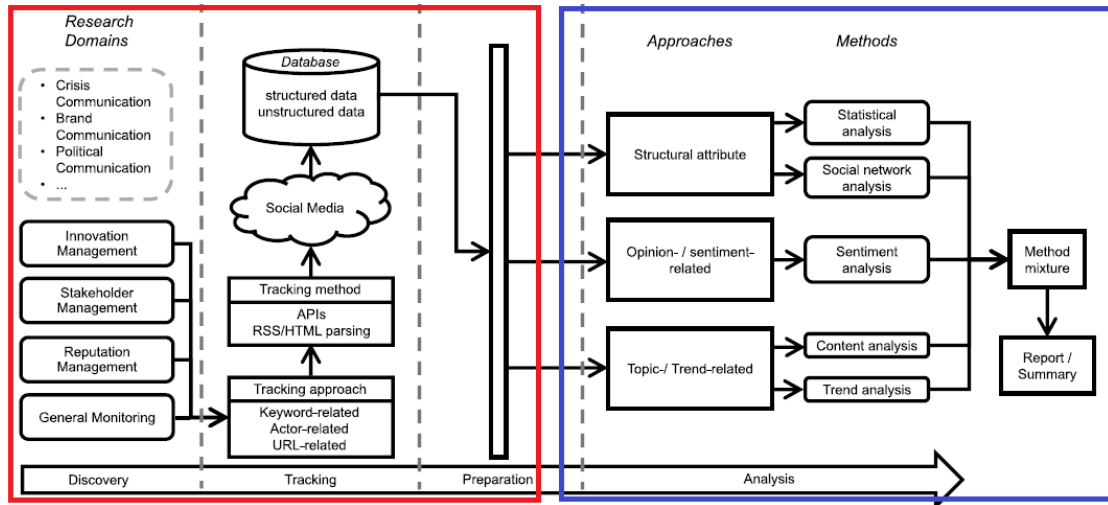 Research
Domains
• Crisis
Communication
• Brand
Communication
• Political
Communication
• ...
Innovation
Management
Stakeholder
Management
Reputation
Management
General Monitoring
Database
structured data
unstructured data
Social Media
Tracking method
APIs
RSS/HTML parsing
Tracking approach
Keyword-related
Actor-related
URL-related
Approaches
Methods
Structural attribute
Opinion- / sentiment-
related
Topic-/ Trend-related
Statistical
analysis
Social network
analysis
Sentiment
analysis
Content analysis
Trend analysis
Method
mixture
Report /
Summary
Discovery
Tracking
Preparation
Analysis